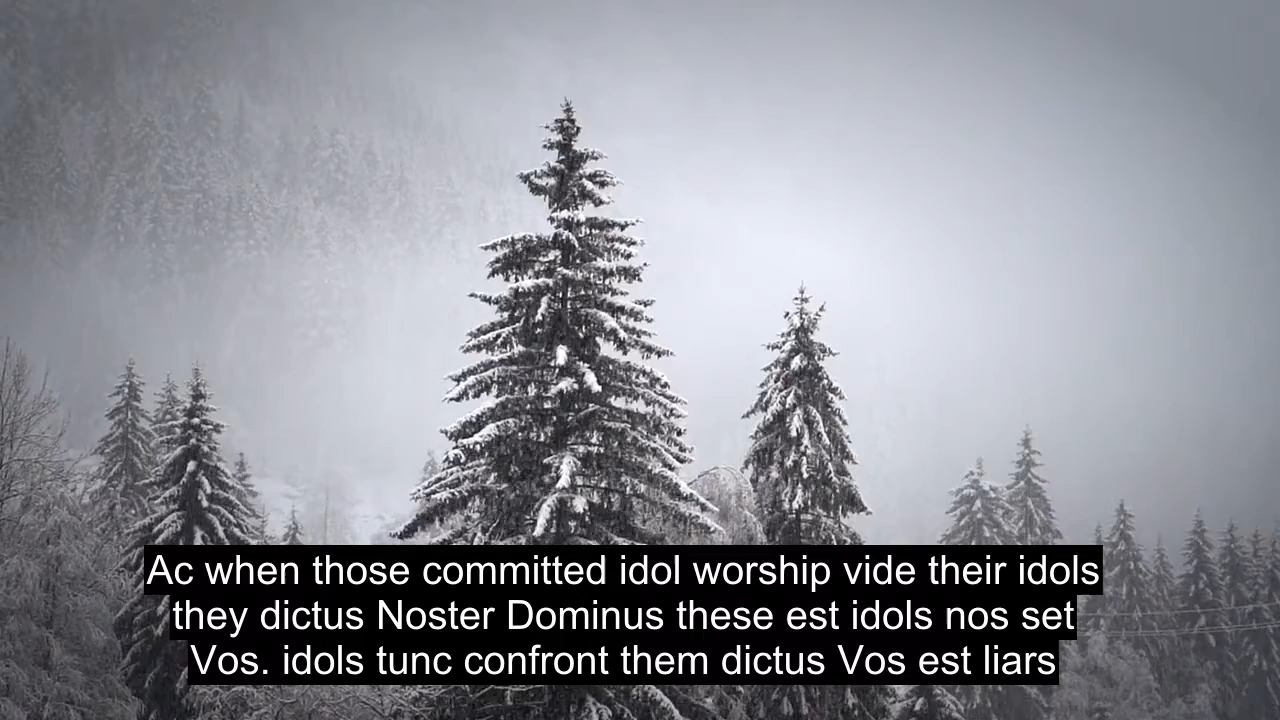 Ac when those committed idol worship vide their idols
they dictus Noster Dominus these est idols nos set
Vos. idols tunc confront them dictus Vos est liars